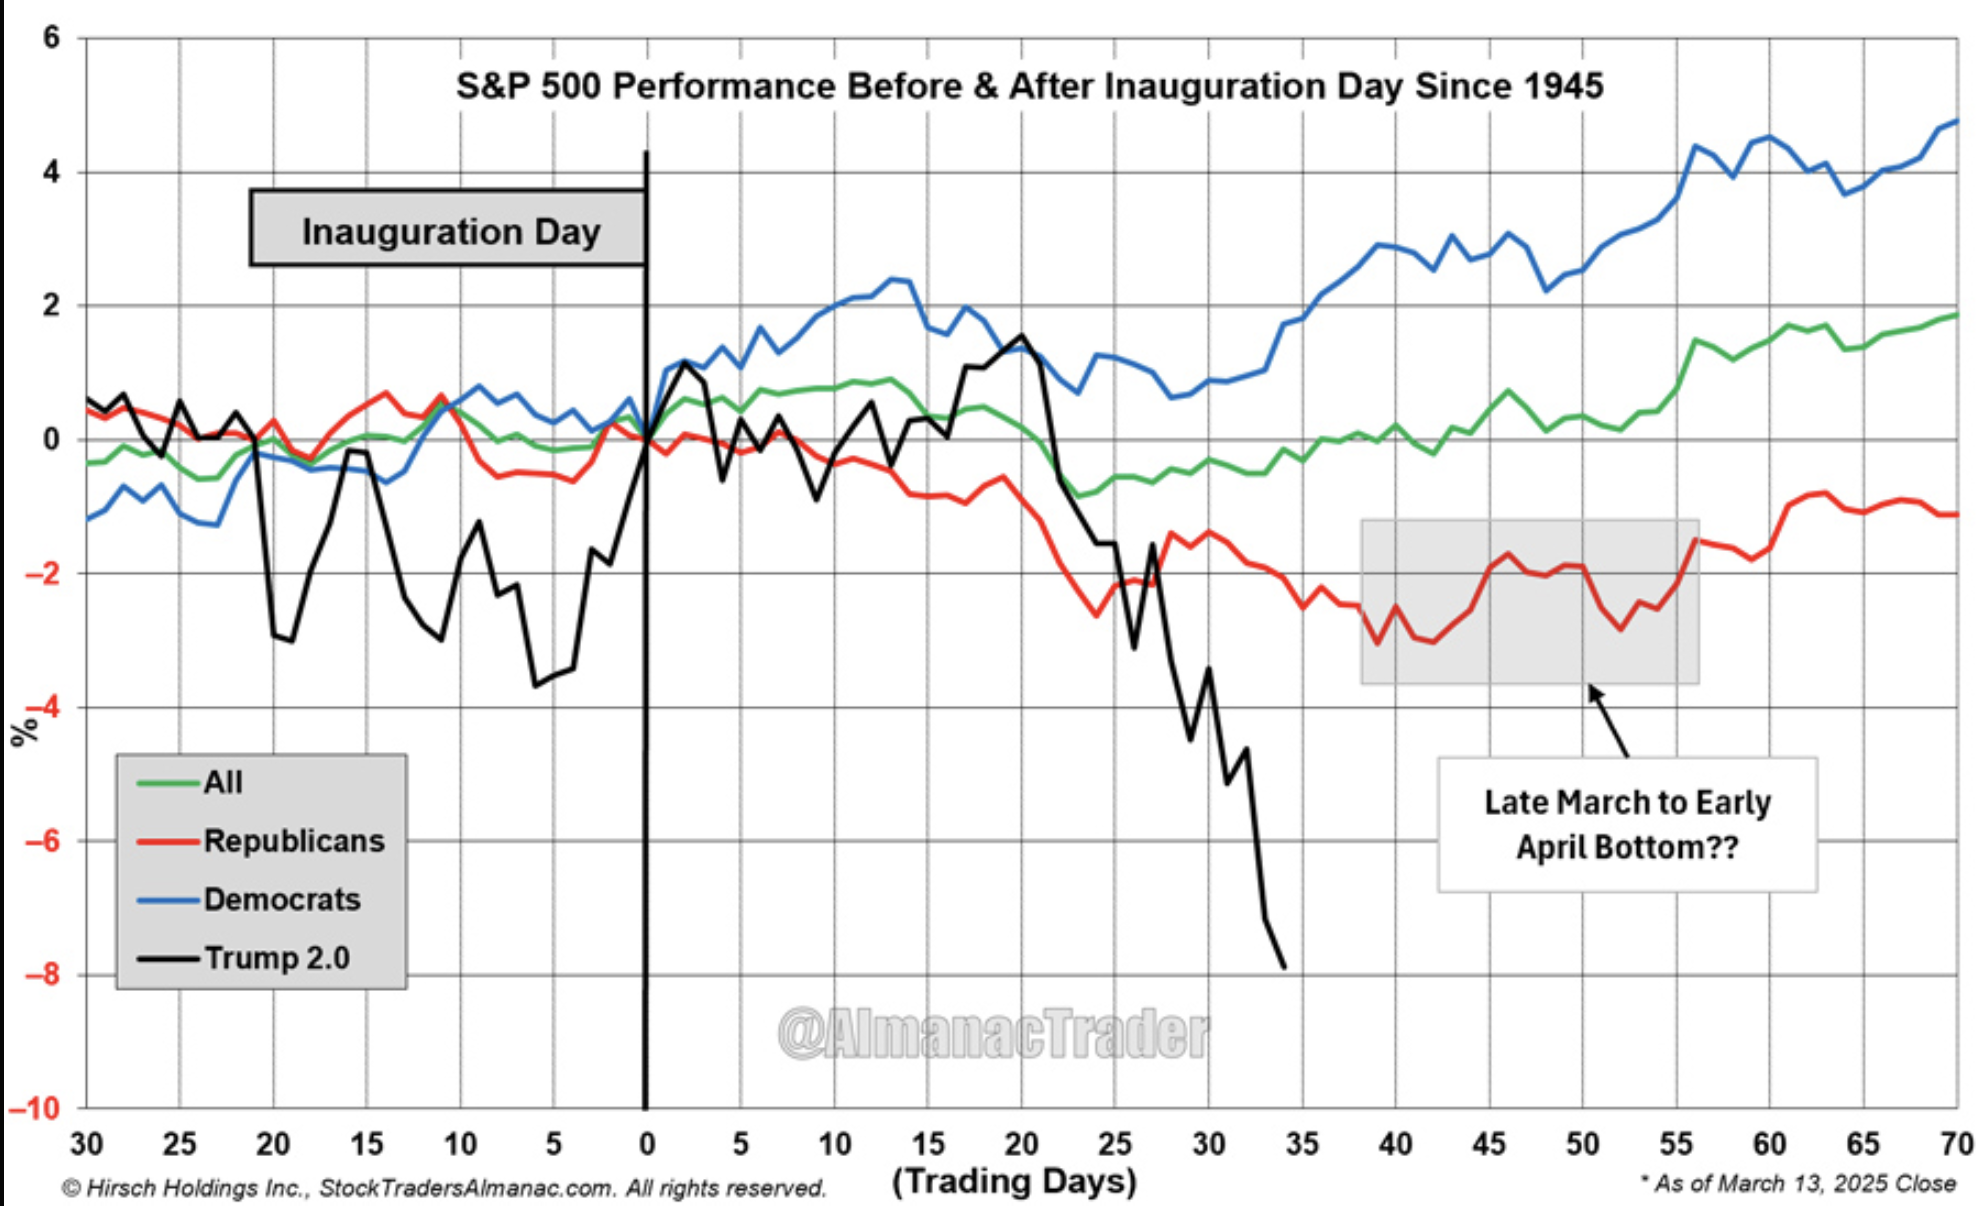 S&P 500 Performance Before & After Inauguration Day Since 1945
Inauguration Day
6
4
2
0
–2
–4
–6
–8
–10
%
All
Republicans
Democrats
Trump 2.0
Late March to Early
April Bottom??
@AlmanacTrader
30 25 20 15 10 5 0 5 10 15 20 25 30 35 40 45 50 55 60 65 70
(Trading Days)
© Hirsch Holdings Inc., StockTradersAlmanac.com. All rights reserved.
* As of March 13, 2025 Close